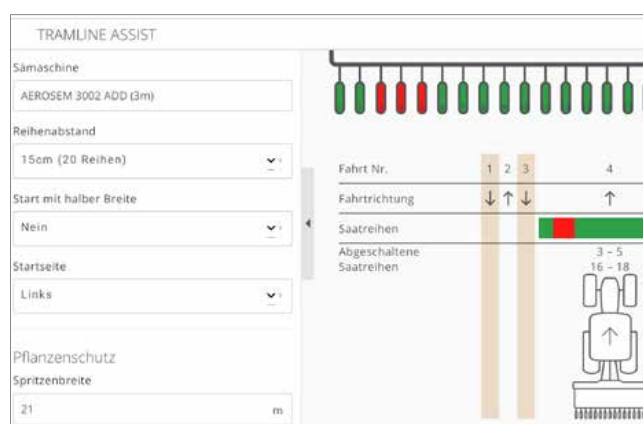 TRAMLINE ASSIST
Sämaschine
AEROSEM 3002 ADD (3m)
Reihenabstand
15cm (20 Reihen)
Start mit halber Breite
Nein
Startseite
Links
Pflanzenschutz
Spritzenbreite
21 m
Fahrt Nr. 1 2 3 4
Fahrtrichtung ↓ ↑ ↓ ↑
Saatreihen
Abgeschaltene 3 – 5
Saatreihen 16 – 18